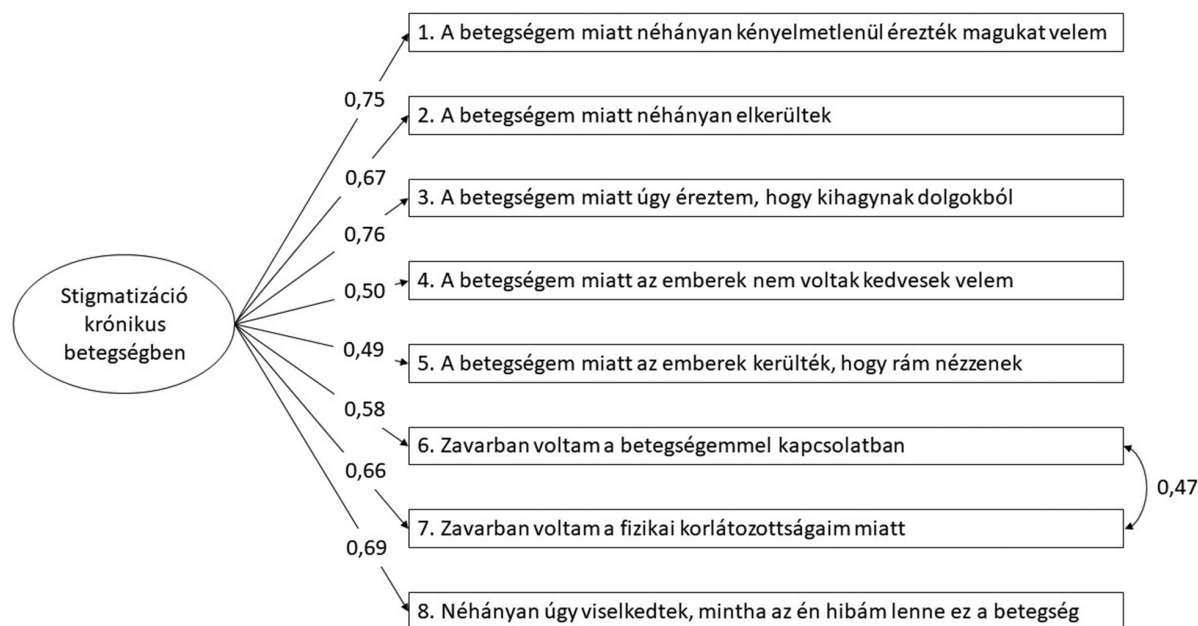 Stigmatizáció
krónikus
betegségben
0,75
1. A betegségem miatt néhányan kényelmetlenül érezték magukat velem
0,67
2. A betegségem miatt néhányan elkerültek
0,76
3. A betegségem miatt úgy éreztem, hogy kihagynak dolgokból
0,50
4. A betegségem miatt az emberek nem voltak kedvesek velem
0,49
5. A betegségem miatt az emberek kerülték, hogy rám nézzenek
0,58
6. Zavarban voltam a betegségemmel kapcsolatban
0,66
7. Zavarban voltam a fizikai korlátozottságaim miatt
0,47
0,69
8. Néhányan úgy viselkedtek, mintha az én hibám lenne ez a betegség